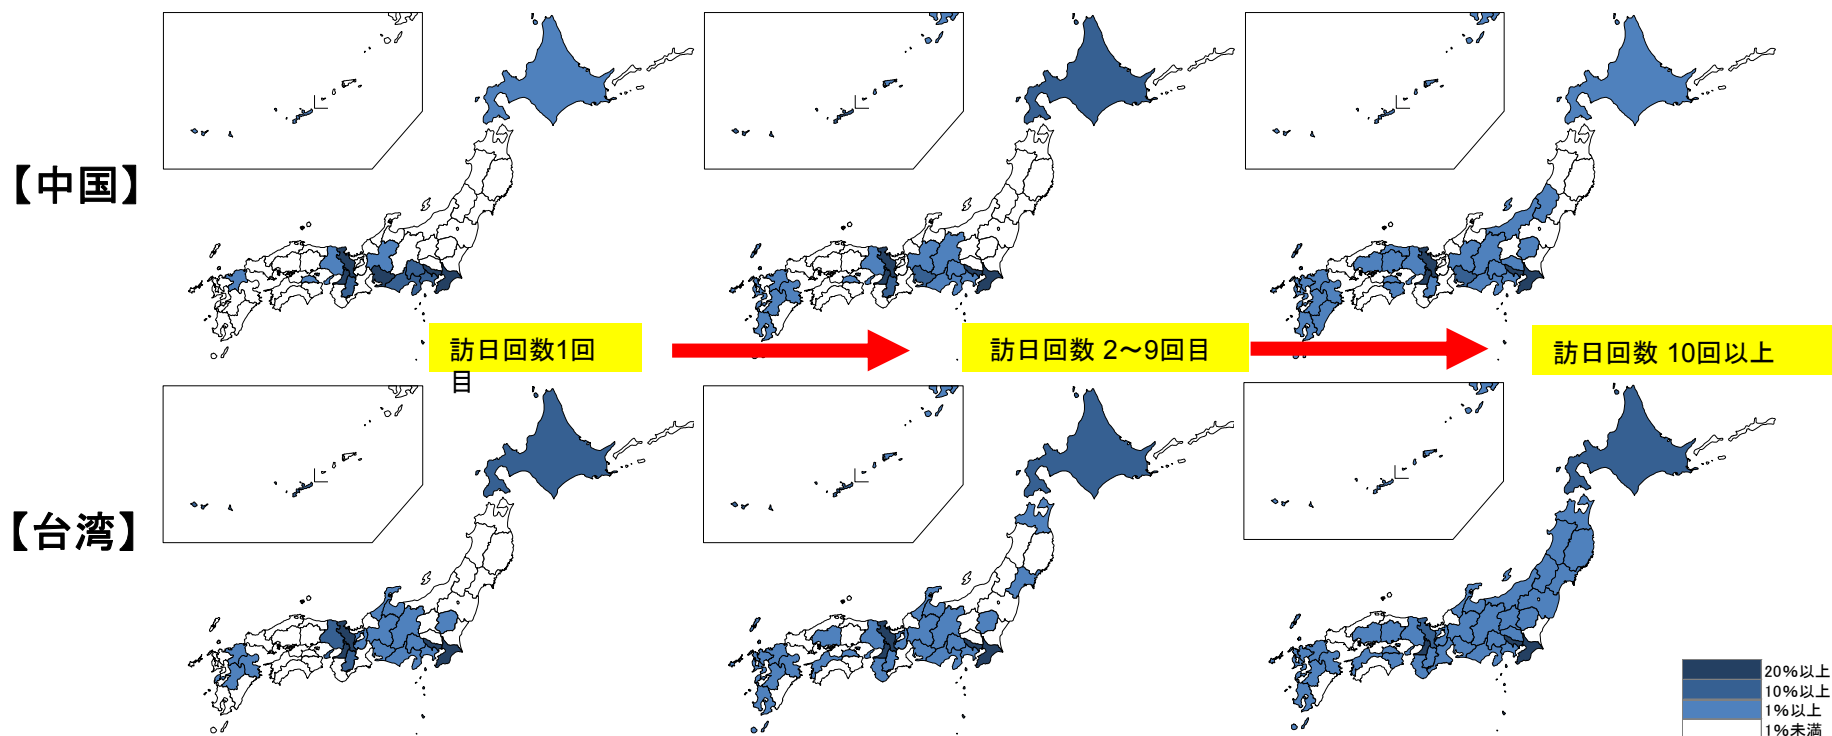 【中国】
訪日回数1回
目
訪日回数 2～9回目
訪日回数 10回以上
【台湾】
20%以上
10%以上
1%以上
1%未満